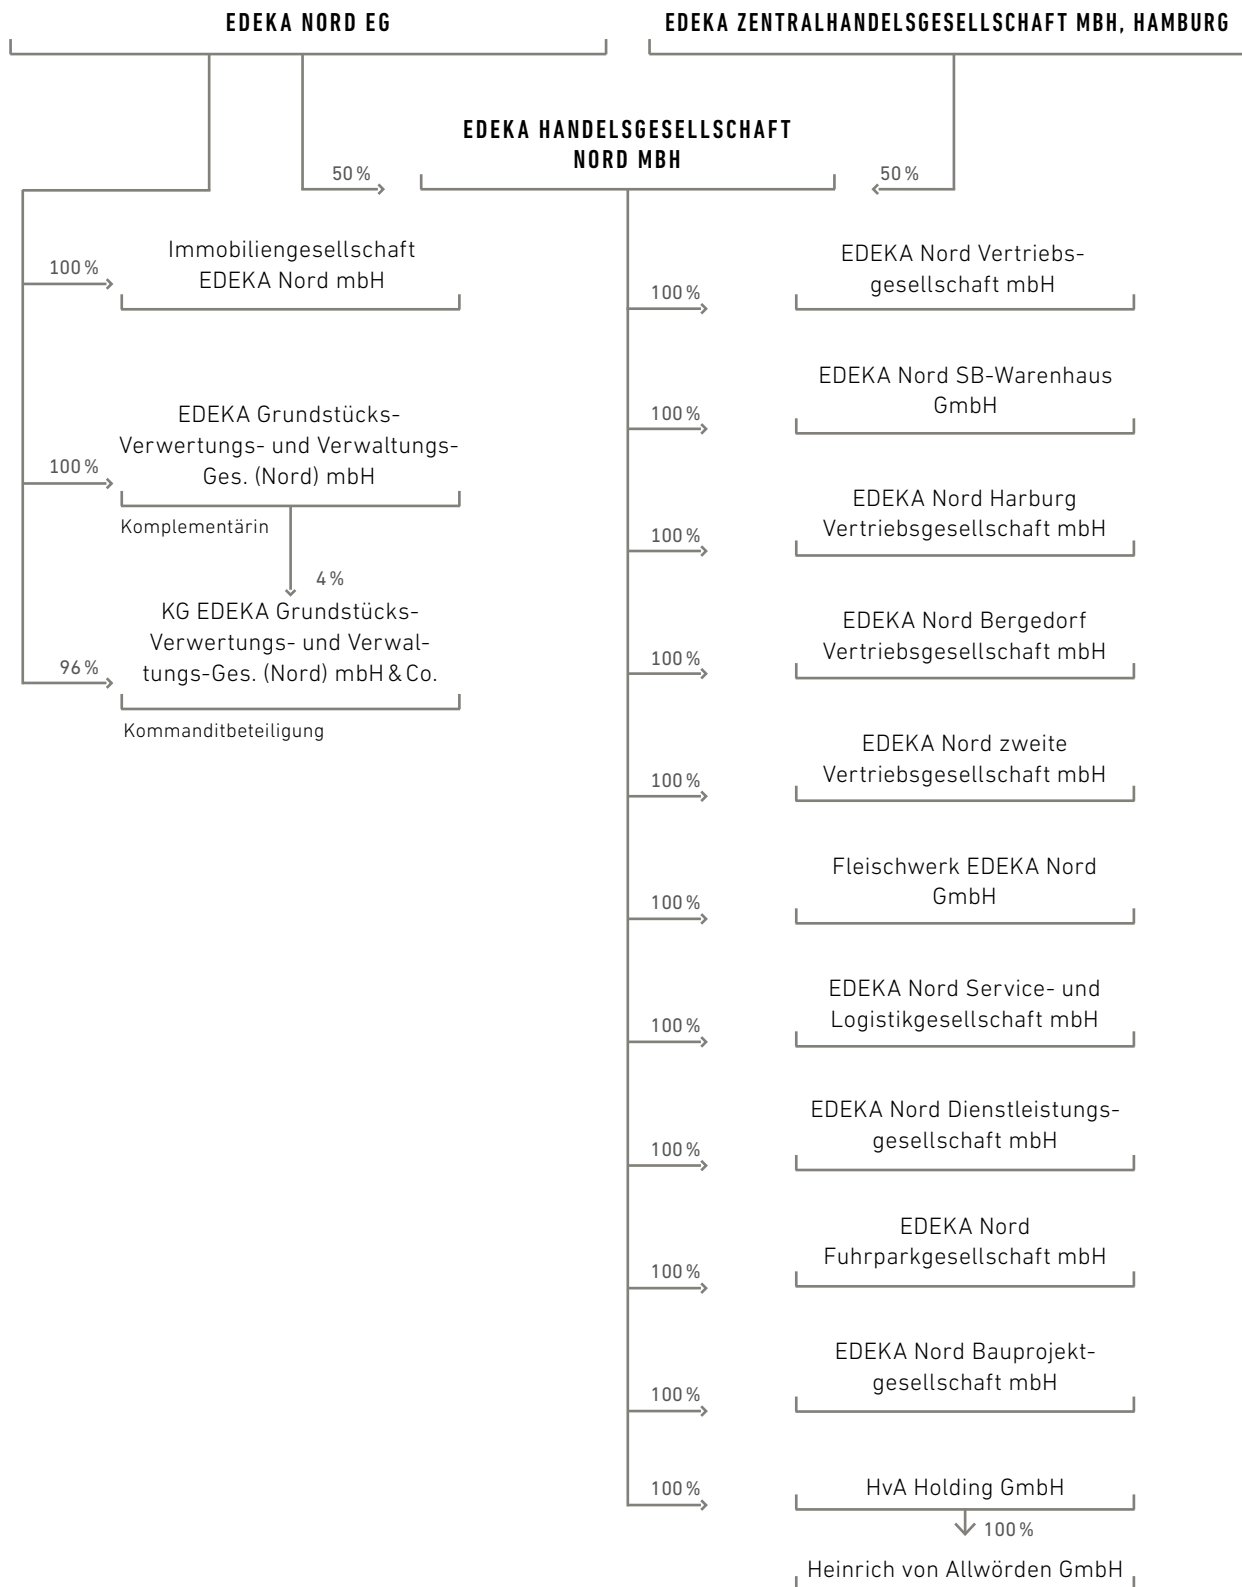 EDEKA NORD EG
EDEKA ZENTRALHANDELSGESELLSCHAFT MBH, HAMBURG
EDEKA HANDELSGESELLSCHAFT
NORD MBH
50 %
50 %
100 %
Immobiliengesellschaft
EDEKA Nord mbH
100 %
EDEKA Grundstücks-
Verwertungs- und Verwaltungs-
Ges. (Nord) mbH
Komplementärin
4 %
96 %
KG EDEKA Grundstücks-
Verwertungs- und Verwal-
tungs-Ges. (Nord) mbH & Co.
Kommanditbeteiligung
100 %
EDEKA Nord Vertriebs-
gesellschaft mbH
100 %
EDEKA Nord SB-Warenhaus
GmbH
100 %
EDEKA Nord Harburg
Vertriebsgesellschaft mbH
100 %
EDEKA Nord Bergedorf
Vertriebsgesellschaft mbH
100 %
EDEKA Nord zweite
Vertriebsgesellschaft mbH
100 %
Fleischwerk EDEKA Nord
GmbH
100 %
EDEKA Nord Service- und
Logistikgesellschaft mbH
100 %
EDEKA Nord Dienstleistungs-
gesellschaft mbH
100 %
EDEKA Nord
Fuhrparkgesellschaft mbH
100 %
EDEKA Nord Bauprojekt-
gesellschaft mbH
100 %
HvA Holding GmbH
100 %
Heinrich von Allwörden GmbH